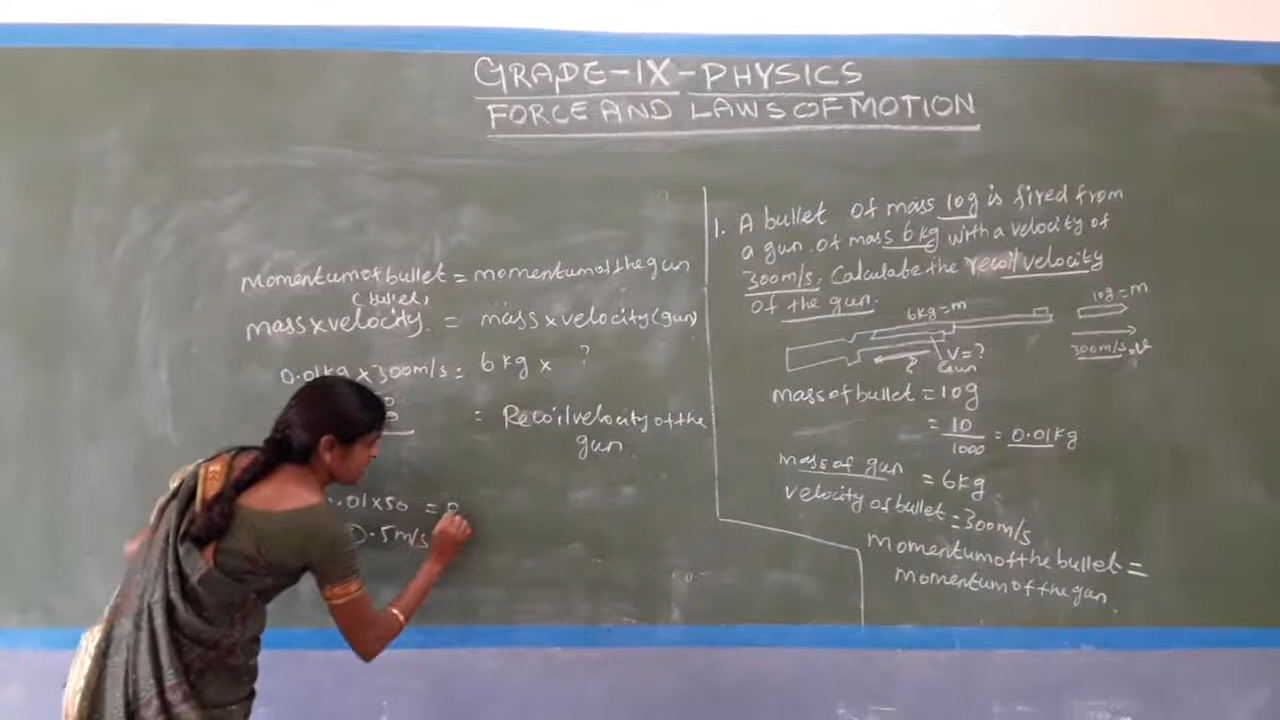 GRADE-IX-PHYSICS
FORCE AND LAWS OF MOTION
Momentum of bullet = momentum of the gun
(bullet)
mass x velocity = mass x velocity (gun)
0.01kg x 300m/s = 6kg x ?
= Recoil velocity of the
gun
.01 x 50 =
0.5m/s
1. A bullet of mass 10g is fired from
a gun of mass 6kg with a velocity of
300m/s. Calculate the recoil velocity
of the gun.
6kg = m
10g = m
300m/s = v
V = ?
Gun
?
mass of bullet = 10g
= 10/1000 = 0.01kg
mass of gun = 6kg
velocity of bullet = 300m/s
momentum of the bullet =
momentum of the gun.